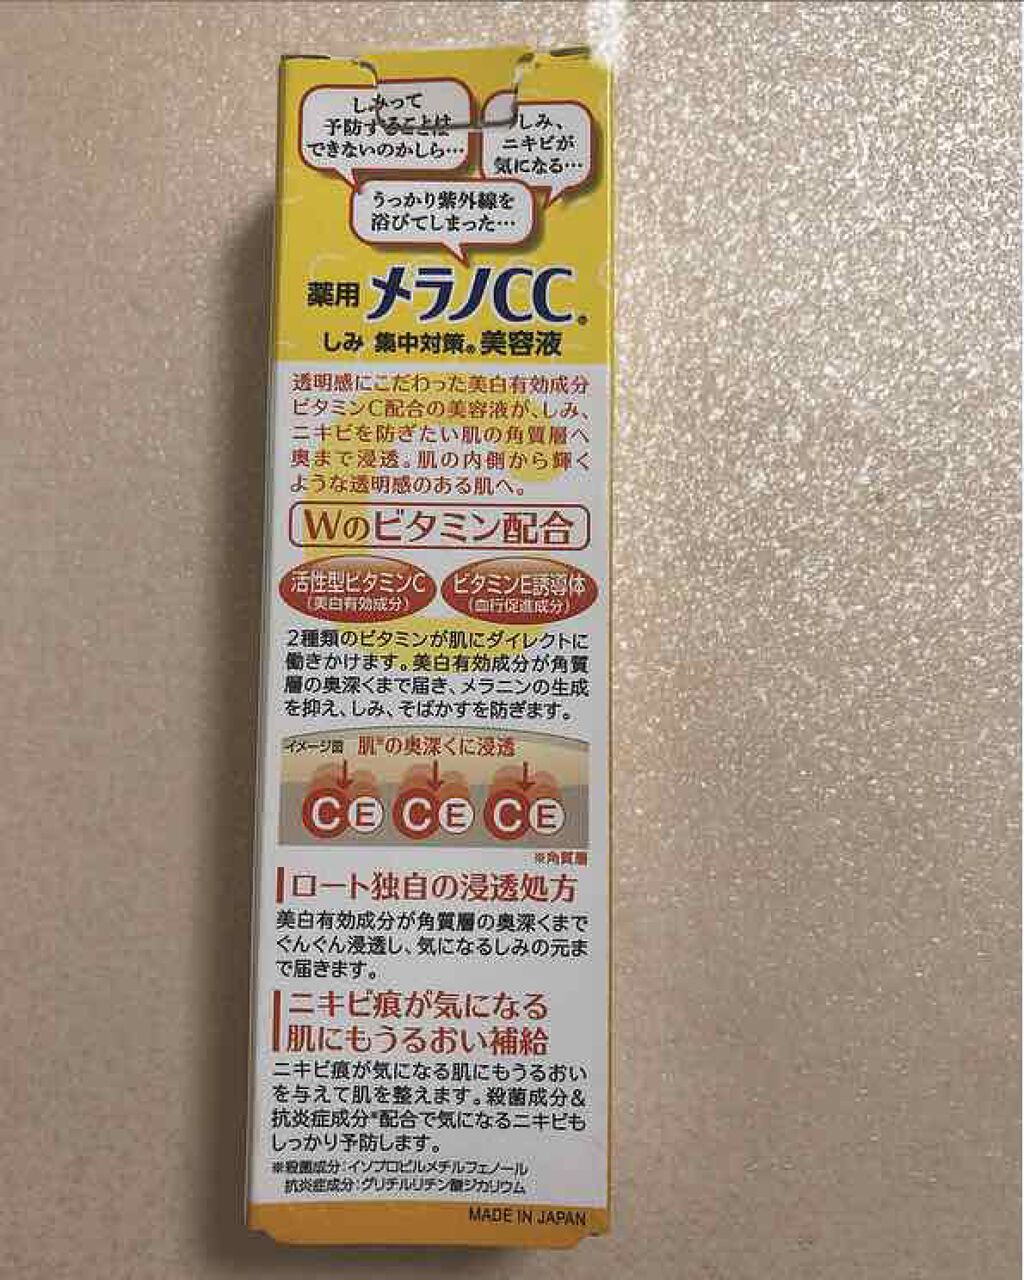 しみって
予防することは
できないのかしら…
しみ、
ニキビが
気になる…
うっかり紫外線を
浴びてしまった…
薬用 メラノCC®
しみ 集中対策® 美容液
透明感にこだわった美白有効成分
ビタミンC配合の美容液が、しみ、
ニキビを防ぎたい肌の角質層へ
奥まで浸透。肌の内側から輝く
ような透明感のある肌へ。
Wのビタミン配合
活性型ビタミンC
(美白有効成分)
ビタミンE誘導体
(血行促進成分)
2種類のビタミンが肌にダイレクトに
働きかけます。美白有効成分が角質
層の奥深くまで届き、メラニンの生成
を抑え、しみ、そばかすを防ぎます。
イメージ図 肌※の奥深くに浸透
C E C E C E
※角質層
ロート独自の浸透処方
美白有効成分が角質層の奥深くまで
ぐんぐん浸透し、気になるしみの元ま
で届きます。
ニキビ痕が気になる
肌にもうるおい補給
ニキビ痕が気になる肌にもうるおい
を与えて肌を整えます。殺菌成分&
抗炎症成分※配合で気になるニキビも
しっかり予防します。
※殺菌成分:イソプロピルメチルフェノール
抗炎症成分:グリチルリチン酸ジカリウム
MADE IN JAPAN